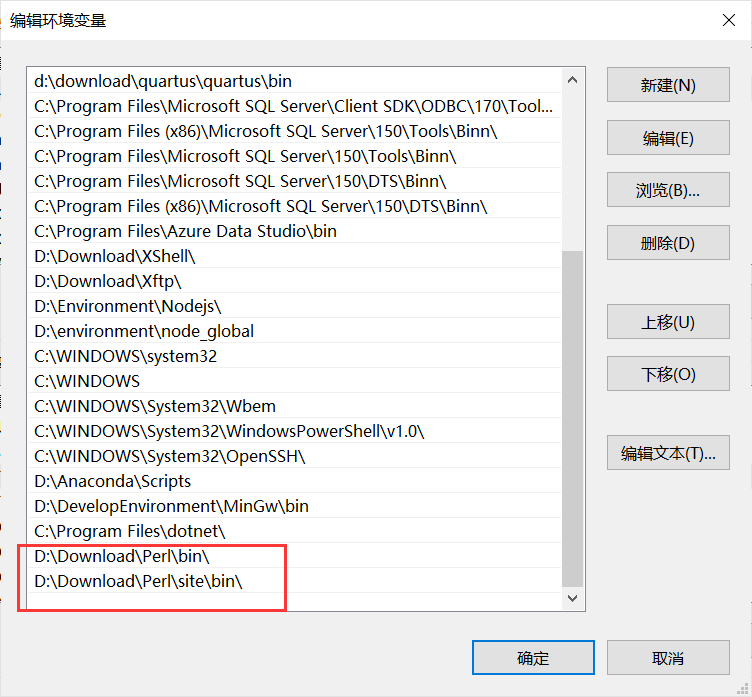 编辑环境变量
d:\download\quartus\quartus\bin
C:\Program Files\Microsoft SQL Server\Client SDK\ODBC\170\Tool...
C:\Program Files (x86)\Microsoft SQL Server\150\Tools\Binn\
C:\Program Files\Microsoft SQL Server\150\Tools\Binn\
C:\Program Files\Microsoft SQL Server\150\DTS\Binn\
C:\Program Files (x86)\Microsoft SQL Server\150\DTS\Binn\
C:\Program Files\Azure Data Studio\bin
D:\Download\XShell\
D:\Download\Xftp\
D:\Environment\Nodejs\
D:\environment\node_global
C:\WINDOWS\system32
C:\WINDOWS
C:\WINDOWS\System32\Wbem
C:\WINDOWS\System32\WindowsPowerShell\v1.0\
C:\WINDOWS\System32\OpenSSH\
D:\Anaconda\Scripts
D:\DevelopEnvironment\MinGw\bin
C:\Program Files\dotnet\
D:\Download\Perl\bin\
D:\Download\Perl\site\bin\
新建(N)
编辑(E)
浏览(B)...
删除(D)
上移(U)
下移(O)
编辑文本(T)...
确定
取消